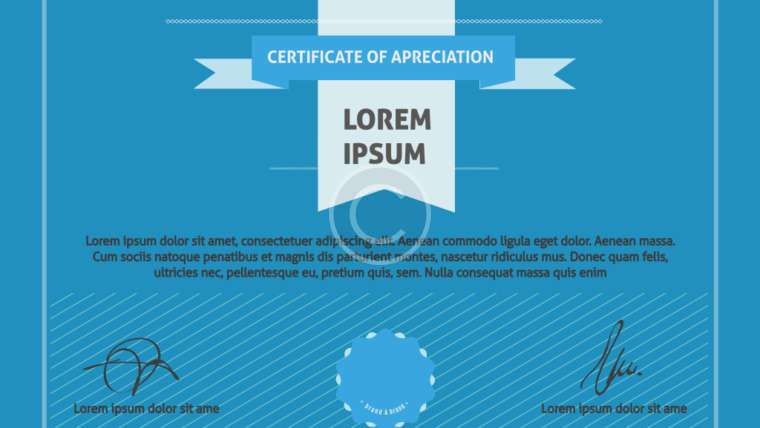 CERTIFICATE OF APRECIATION
LOREM
IPSUM
Lorem ipsum dolor sit amet, consectetuer adipiscing elit. Aenean commodo ligula eget dolor. Aenean massa.
Cum sociis natoque penatibus et magnis dis parturient montes, nascetur ridiculus mus. Donec quam felis,
ultricies nec, pellentesque eu, pretium quis, sem. Nulla consequat massa quis enim
Lorem ipsum dolor sit ame
Brand & Brand
Lorem ipsum dolor sit ame